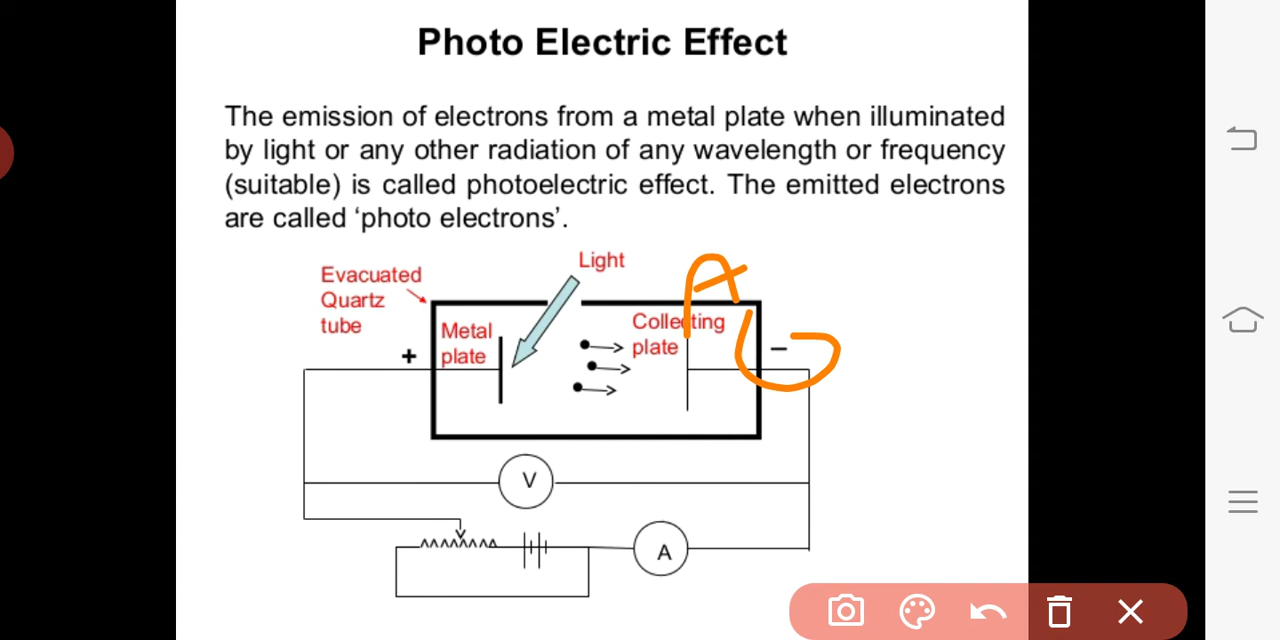 Photo Electric Effect
The emission of electrons from a metal plate when illuminated
by light or any other radiation of any wavelength or frequency
(suitable) is called photoelectric effect. The emitted electrons
are called ‘photo electrons’.
Light
Evacuated
Quartz
tube
Metal
plate
Collecting
plate
+
−
V
A